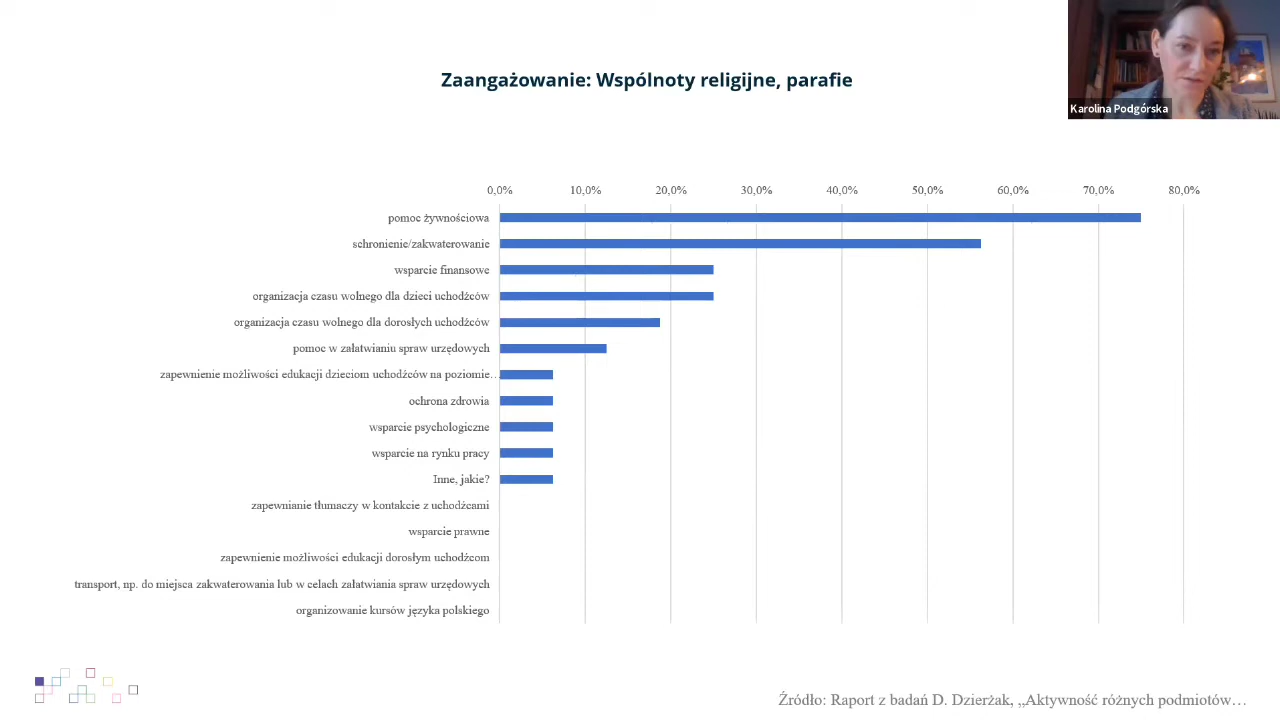 Zaangażowanie: Wspólnoty religijne, parafie
Karolina Podgórska
0,0% 10,0% 20,0% 30,0% 40,0% 50,0% 60,0% 70,0% 80,0%
pomoc żywnościowa
schronienie/zakwaterowanie
wsparcie finansowe
organizacja czasu wolnego dla dzieci uchodźców
organizacja czasu wolnego dla dorosłych uchodźców
pomoc w załatwianiu spraw urzędowych
zapewnienie możliwości edukacji dzieciom uchodźców na poziomie…
ochrona zdrowia
wsparcie psychologiczne
wsparcie na rynku pracy
Inne, jakie?
zapewnianie tłumaczy w kontakcie z uchodźcami
wsparcie prawne
zapewnienie możliwości edukacji dorosłym uchodźcom
transport, np. do miejsca zakwaterowania lub w celach załatwiania spraw urzędowych
organizowanie kursów języka polskiego
Źródło: Raport z badań D. Dzierżak, „Aktywność różnych podmiotów…